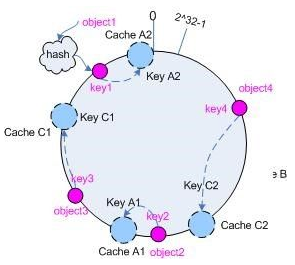 object1
0
2^32-1
Cache A2
hash
Key A2
key1
object4
key4
Key C1
Cache C1
e B
key3
Key C2
Key A1
object3
key2
Cache C2
Cache A1
object2